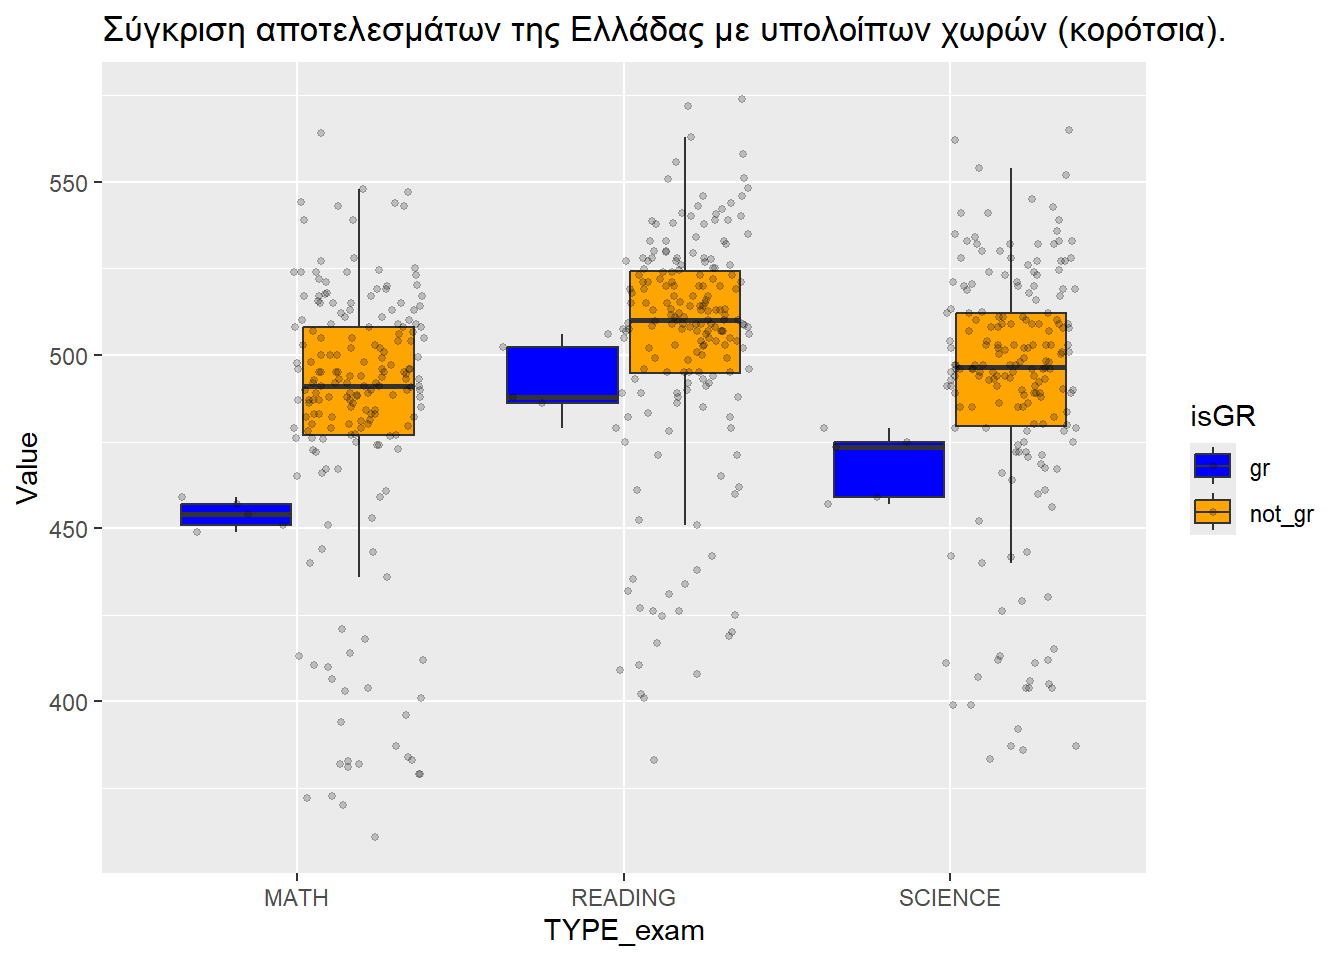 Σύγκριση αποτελεσμάτων της Ελλάδας με υπολοίπων χωρών (κορότσια).
550
500
450
400
Value
MATH
READING
SCIENCE
TYPE_exam
isGR
gr
not_gr